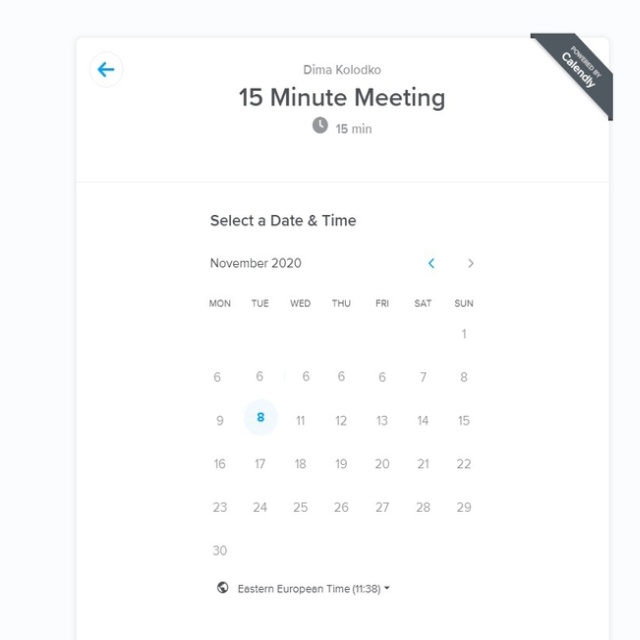 Dima Kolodko
POWERED BY
Calendly
15 Minute Meeting
15 min
Select a Date & Time
November 2020
MON TUE WED THU FRI SAT SUN
1
6 6 6 6 6 7 8
9 8 11 12 13 14 15
16 17 18 19 20 21 22
23 24 25 26 27 28 29
30
Eastern European Time (11:38)